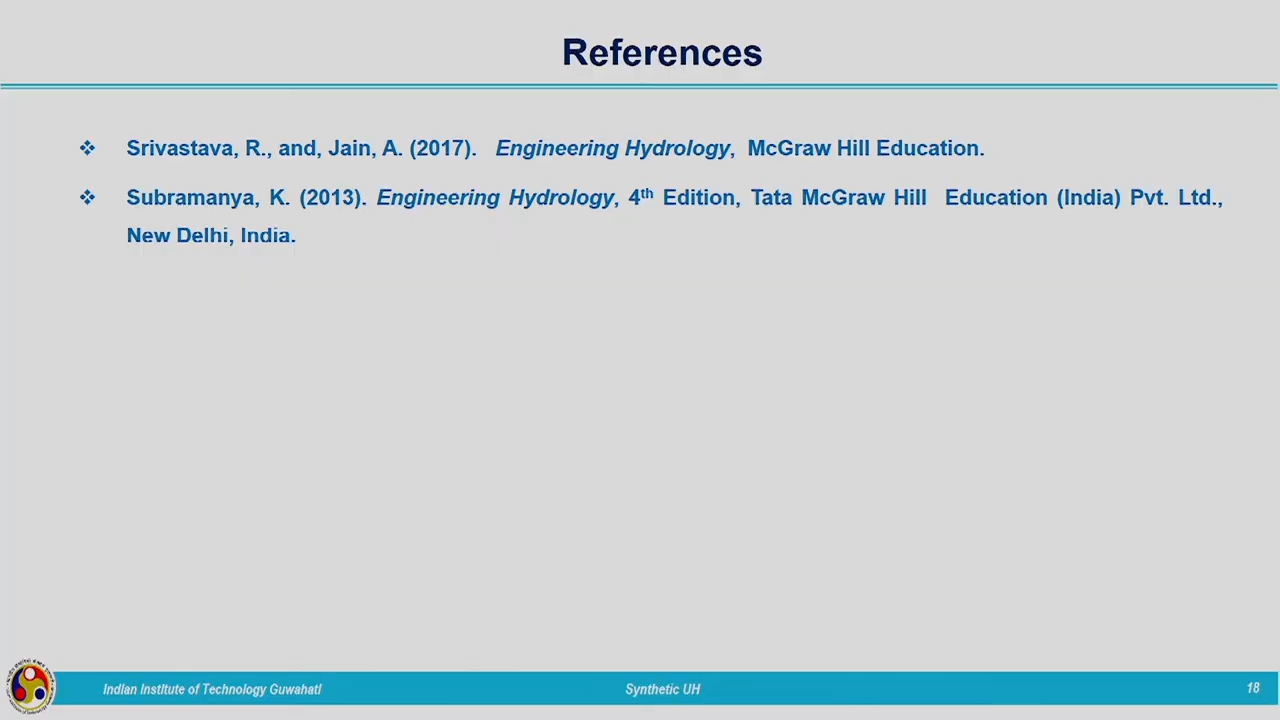 References
❖ Srivastava, R., and, Jain, A. (2017). Engineering Hydrology, McGraw Hill Education.
❖ Subramanya, K. (2013). Engineering Hydrology, 4th Edition, Tata McGraw Hill Education (India) Pvt. Ltd.,
New Delhi, India.
Indian Institute of Technology Guwahati Synthetic UH 18